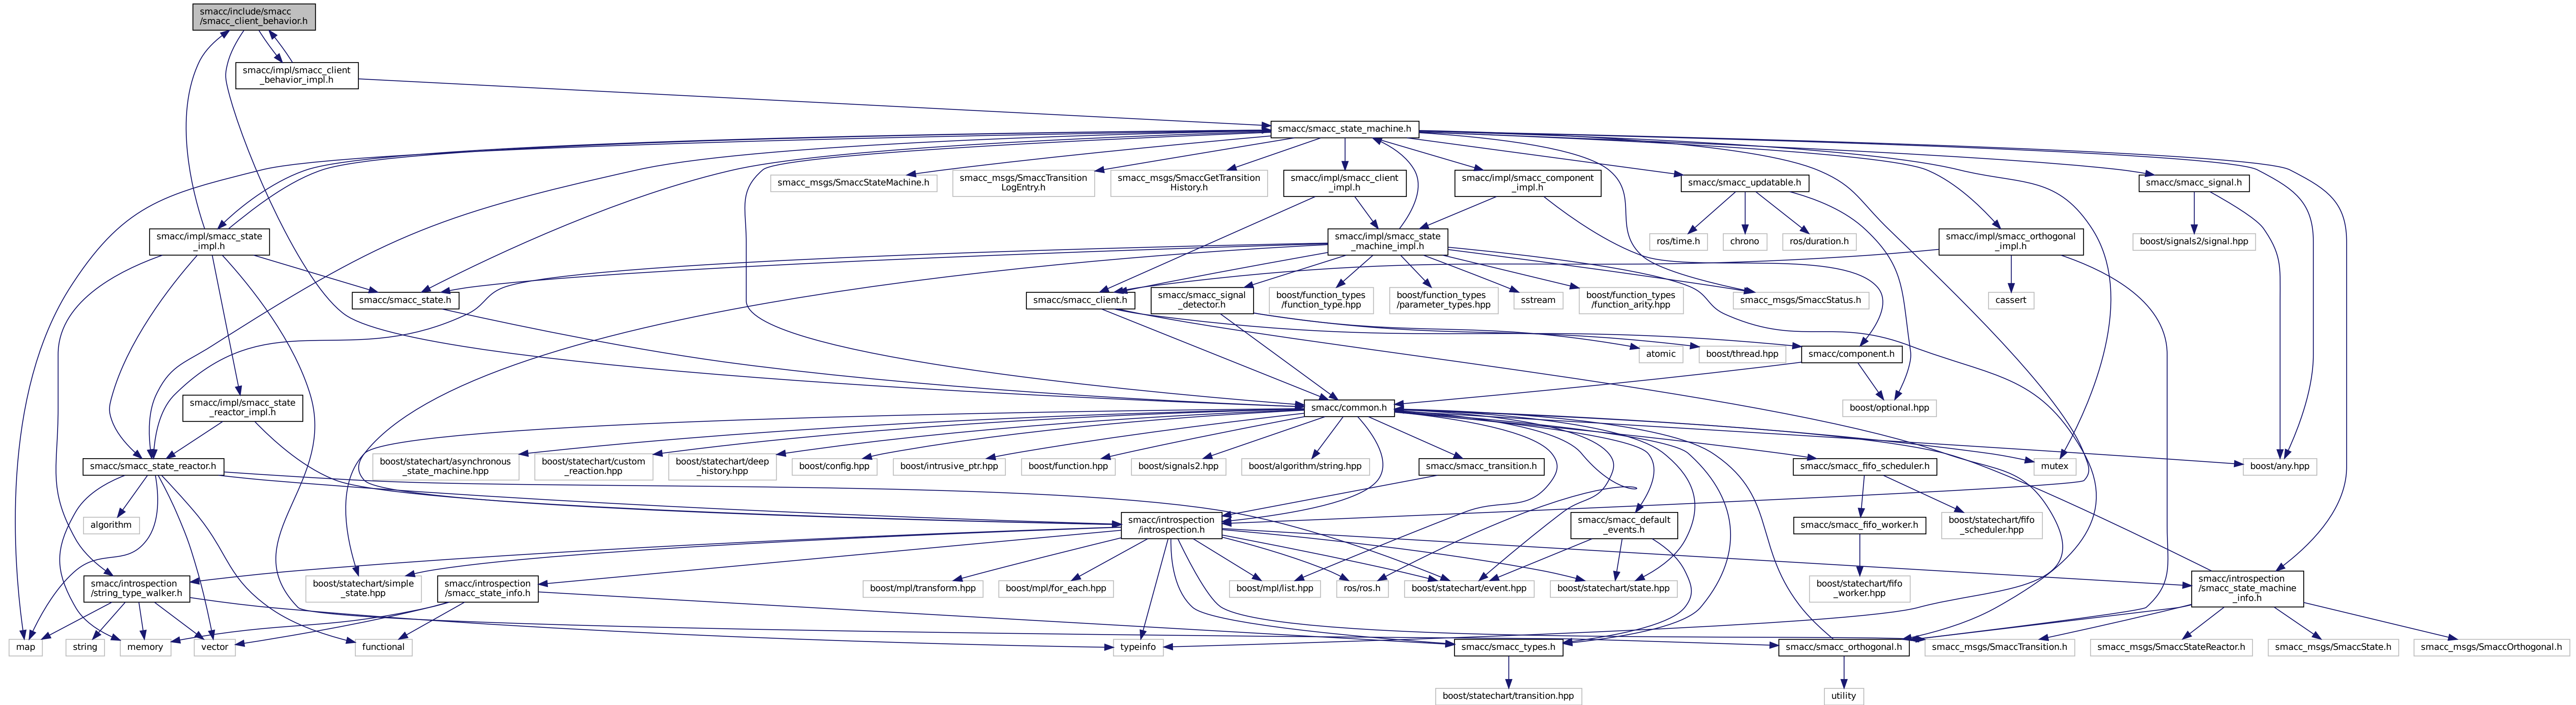 smacc/include/smacc
/smacc_client_behavior.h
smacc/impl/smacc_client
_behavior_impl.h
smacc/smacc_state_machine.h
smacc_msgs/SmaccStateMachine.h
smacc_msgs/SmaccTransition
LogEntry.h
smacc_msgs/SmaccGetTransition
History.h
smacc/impl/smacc_client
_impl.h
smacc/impl/smacc_component
_impl.h
smacc/smacc_updatable.h
smacc/smacc_signal.h
smacc/impl/smacc_state
_impl.h
smacc/impl/smacc_state
_machine_impl.h
ros/time.h
chrono
ros/duration.h
smacc/impl/smacc_orthogonal
_impl.h
boost/signals2/signal.hpp
smacc/smacc_state.h
smacc/smacc_client.h
smacc/smacc_signal
_detector.h
boost/function_types
/function_type.hpp
boost/function_types
/parameter_types.hpp
sstream
boost/function_types
/function_arity.hpp
smacc_msgs/SmaccStatus.h
cassert
atomic
boost/thread.hpp
smacc/component.h
smacc/impl/smacc_state
_reactor_impl.h
smacc/common.h
boost/optional.hpp
smacc/smacc_state_reactor.h
boost/statechart/asynchronous
_state_machine.hpp
boost/statechart/custom
_reaction.hpp
boost/statechart/deep
_history.hpp
boost/config.hpp
boost/intrusive_ptr.hpp
boost/function.hpp
boost/signals2.hpp
boost/algorithm/string.hpp
smacc/smacc_transition.h
smacc/smacc_fifo_scheduler.h
mutex
boost/any.hpp
algorithm
smacc/introspection
/introspection.h
smacc/smacc_default
_events.h
smacc/smacc_fifo_worker.h
boost/statechart/fifo
_scheduler.hpp
smacc/introspection
/string_type_walker.h
boost/statechart/simple
_state.hpp
smacc/introspection
/smacc_state_info.h
boost/mpl/transform.hpp
boost/mpl/for_each.hpp
boost/mpl/list.hpp
ros/ros.h
boost/statechart/event.hpp
boost/statechart/state.hpp
boost/statechart/fifo
_worker.hpp
smacc/introspection
/smacc_state_machine
_info.h
map
string
memory
vector
functional
typeinfo
smacc/smacc_types.h
smacc/smacc_orthogonal.h
smacc_msgs/SmaccTransition.h
smacc_msgs/SmaccStateReactor.h
smacc_msgs/SmaccState.h
smacc_msgs/SmaccOrthogonal.h
boost/statechart/transition.hpp
utility